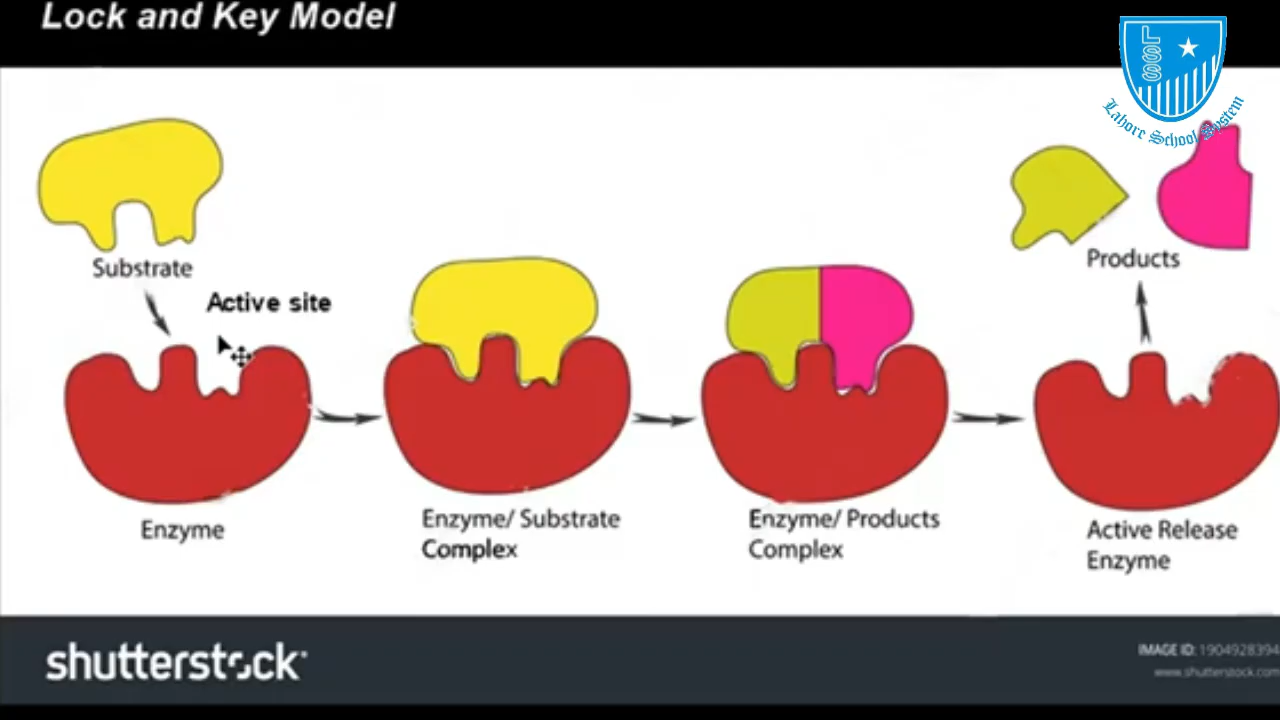 Lock and Key Model
LSS
Lahore School System
Substrate
Active site
Products
Enzyme
Enzyme/ Substrate
Complex
Enzyme/ Products
Complex
Active Release
Enzyme
shutterstock
IMAGE ID: 1904928394
www.shutterstock.com